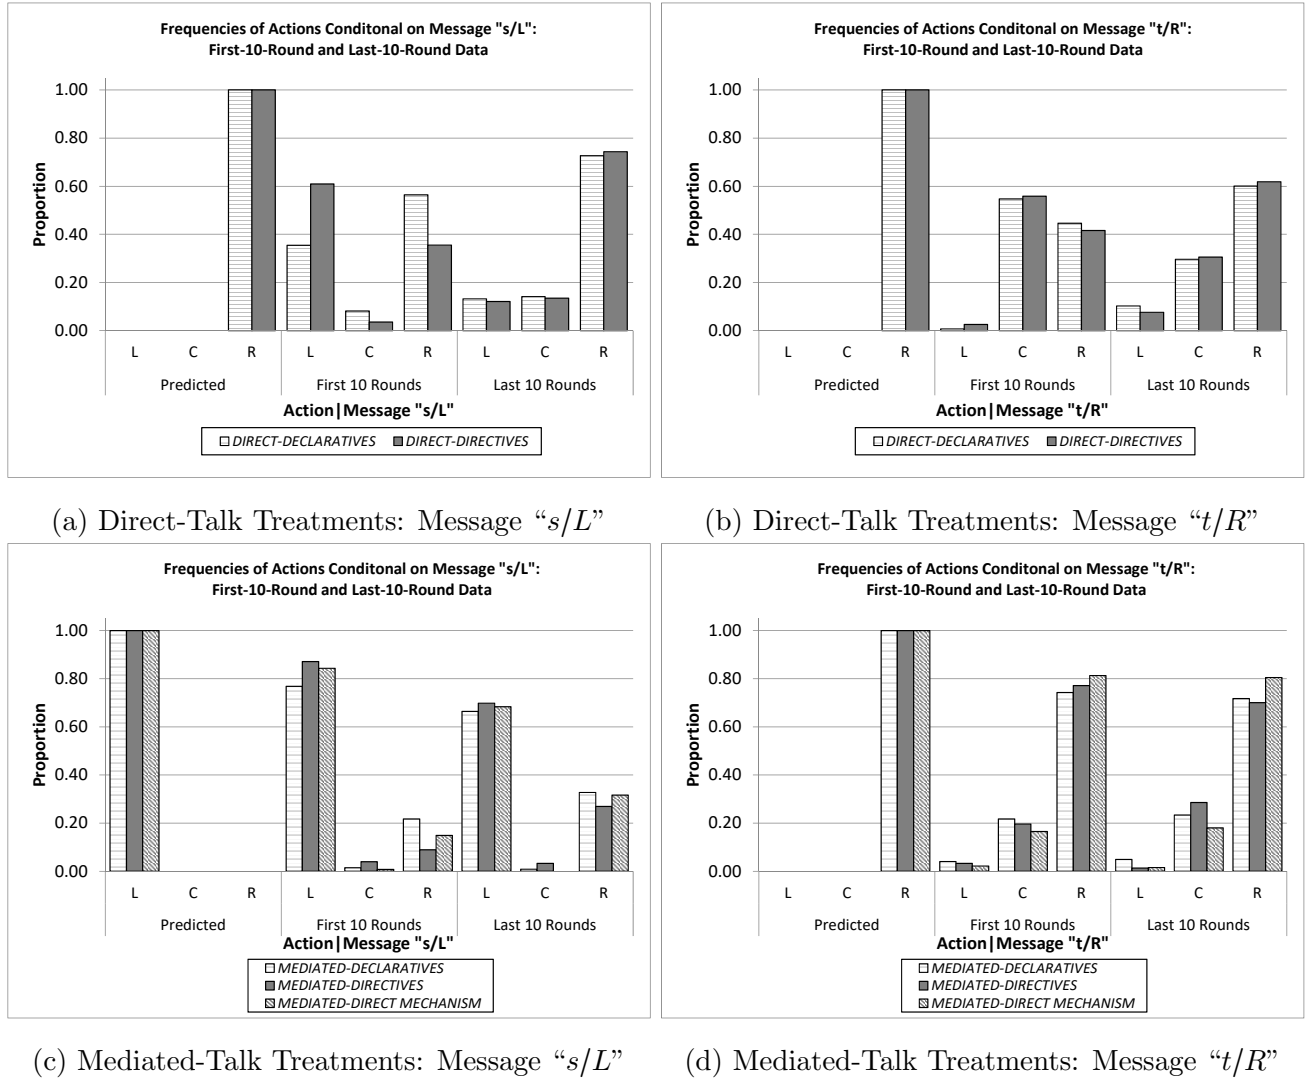 Frequencies of Actions Conditonal on Message "s/L":
First-10-Round and Last-10-Round Data
Proportion
1.00
0.80
0.60
0.40
0.20
0.00
L C R L C R L C R
Predicted First 10 Rounds Last 10 Rounds
Action|Message "s/L"
DIRECT-DECLARATIVES DIRECT-DIRECTIVES
(a) Direct-Talk Treatments: Message “s/L”
Frequencies of Actions Conditonal on Message "t/R":
First-10-Round and Last-10-Round Data
Proportion
1.00
0.80
0.60
0.40
0.20
0.00
L C R L C R L C R
Predicted First 10 Rounds Last 10 Rounds
Action|Message "t/R"
DIRECT-DECLARATIVES DIRECT-DIRECTIVES
(b) Direct-Talk Treatments: Message “t/R”
Frequencies of Actions Conditonal on Message "s/L":
First-10-Round and Last-10-Round Data
Proportion
1.00
0.80
0.60
0.40
0.20
0.00
L C R L C R L C R
Predicted First 10 Rounds Last 10 Rounds
Action|Message "s/L"
MEDIATED-DECLARATIVES
MEDIATED-DIRECTIVES
MEDIATED-DIRECT MECHANISM
(c) Mediated-Talk Treatments: Message “s/L”
Frequencies of Actions Conditonal on Message "t/R":
First-10-Round and Last-10-Round Data
Proportion
1.00
0.80
0.60
0.40
0.20
0.00
L C R L C R L C R
Predicted First 10 Rounds Last 10 Rounds
Action|Message "t/R"
MEDIATED-DECLARATIVES
MEDIATED-DIRECTIVES
MEDIATED-DIRECT MECHANISM
(d) Mediated-Talk Treatments: Message “t/R”